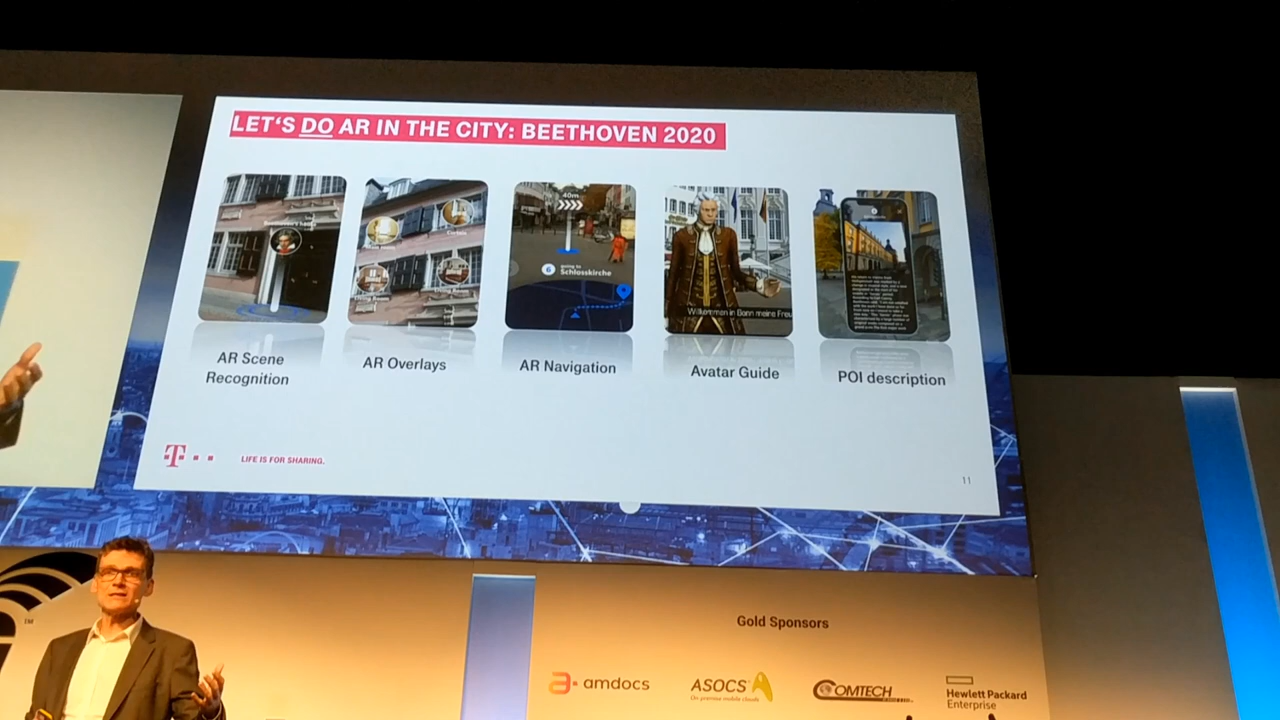 LET'S DO AR IN THE CITY: BEETHOVEN 2020
40m
6
going to
Schlosskirche
Willkommen in Bonn meine Freu
AR Scene
Recognition
AR Overlays
AR Navigation
Avatar Guide
POI description
T
LIFE IS FOR SHARING.
11
TM
Gold Sponsors
amdocs
ASOCS
On premise mobile clouds
COMTECH
Hewlett Packard
Enterprise